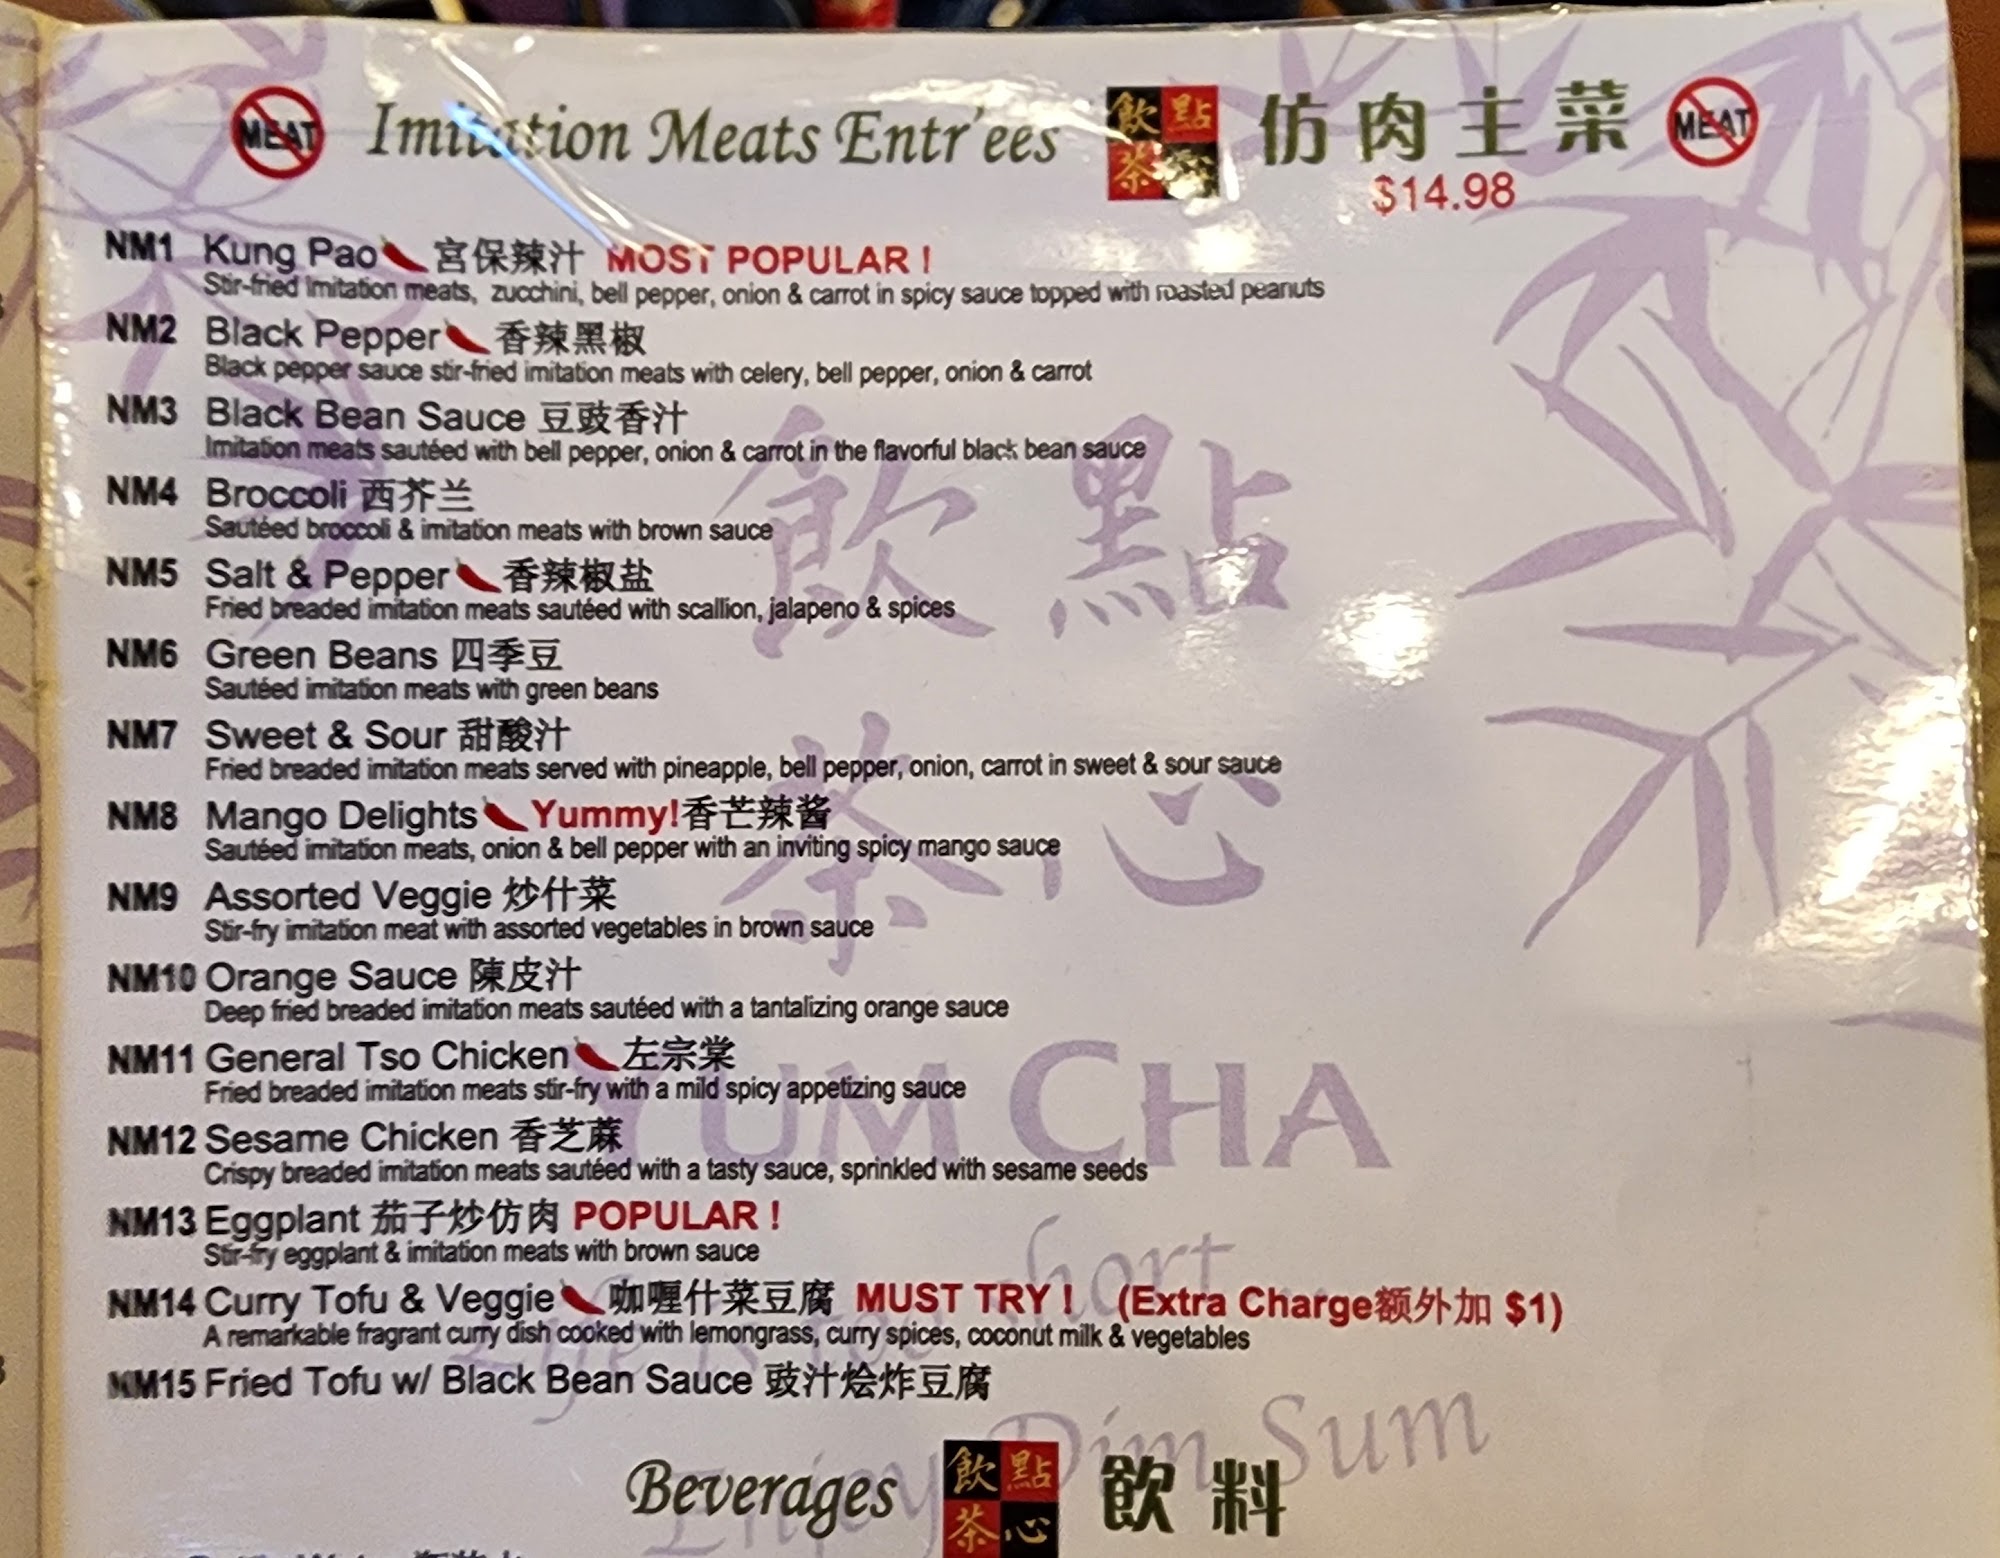 MEAT Imitation Meats Entr'ees 飲點茶心 仿肉主菜 MEAT
$14.98
NM1 Kung Pao 宮保辣汁 MOST POPULAR !
Stir-fried imitation meats, zucchini, bell pepper, onion & carrot in spicy sauce topped with roasted peanuts
NM2 Black Pepper 香辣黑椒
Black pepper sauce stir-fried imitation meats with celery, bell pepper, onion & carrot
NM3 Black Bean Sauce 豆豉香汁
Imitation meats sautéed with bell pepper, onion & carrot in the flavorful black bean sauce
NM4 Broccoli 西芥兰
Sautéed broccoli & imitation meats with brown sauce
NM5 Salt & Pepper 香辣椒盐
Fried breaded imitation meats sautéed with scallion, jalapeno & spices
NM6 Green Beans 四季豆
Sautéed imitation meats with green beans
NM7 Sweet & Sour 甜酸汁
Fried breaded imitation meats served with pineapple, bell pepper, onion, carrot in sweet & sour sauce
NM8 Mango Delights Yummy! 香芒辣酱
Sautéed imitation meats, onion & bell pepper with an inviting spicy mango sauce
NM9 Assorted Veggie 炒什菜
Stir-fry imitation meat with assorted vegetables in brown sauce
NM10 Orange Sauce 陳皮汁
Deep fried breaded imitation meats sautéed with a tantalizing orange sauce
NM11 General Tso Chicken 左宗棠
Fried breaded imitation meats stir-fry with a mild spicy appetizing sauce
NM12 Sesame Chicken 香芝蔴
Crispy breaded imitation meats sautéed with a tasty sauce, sprinkled with sesame seeds
NM13 Eggplant 茄子炒仿肉 POPULAR !
Stir-fry eggplant & imitation meats with brown sauce
NM14 Curry Tofu & Veggie 咖喱什菜豆腐 MUST TRY ! (Extra Charge额外加 $1)
A remarkable fragrant curry dish cooked with lemongrass, curry spices, coconut milk & vegetables
NM15 Fried Tofu w/ Black Bean Sauce 豉汁烩炸豆腐
飲點
茶心
YUM CHA
Life is too short,
Enjoy Dim Sum
Beverages 飲點茶心 飲料